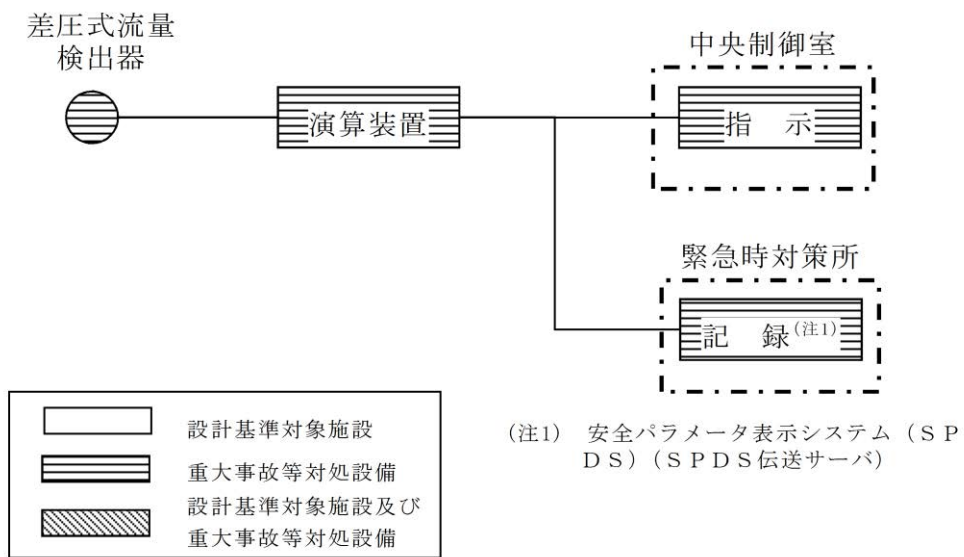 差圧式流量
検出器
演算装置
中央制御室
指　示
緊急時対策所
記　録(注1)
設計基準対象施設
重大事故等対処設備
設計基準対象施設及び
重大事故等対処設備
(注1)　安全パラメータ表示システム（ＳＰ
ＤＳ）（ＳＰＤＳ伝送サーバ）